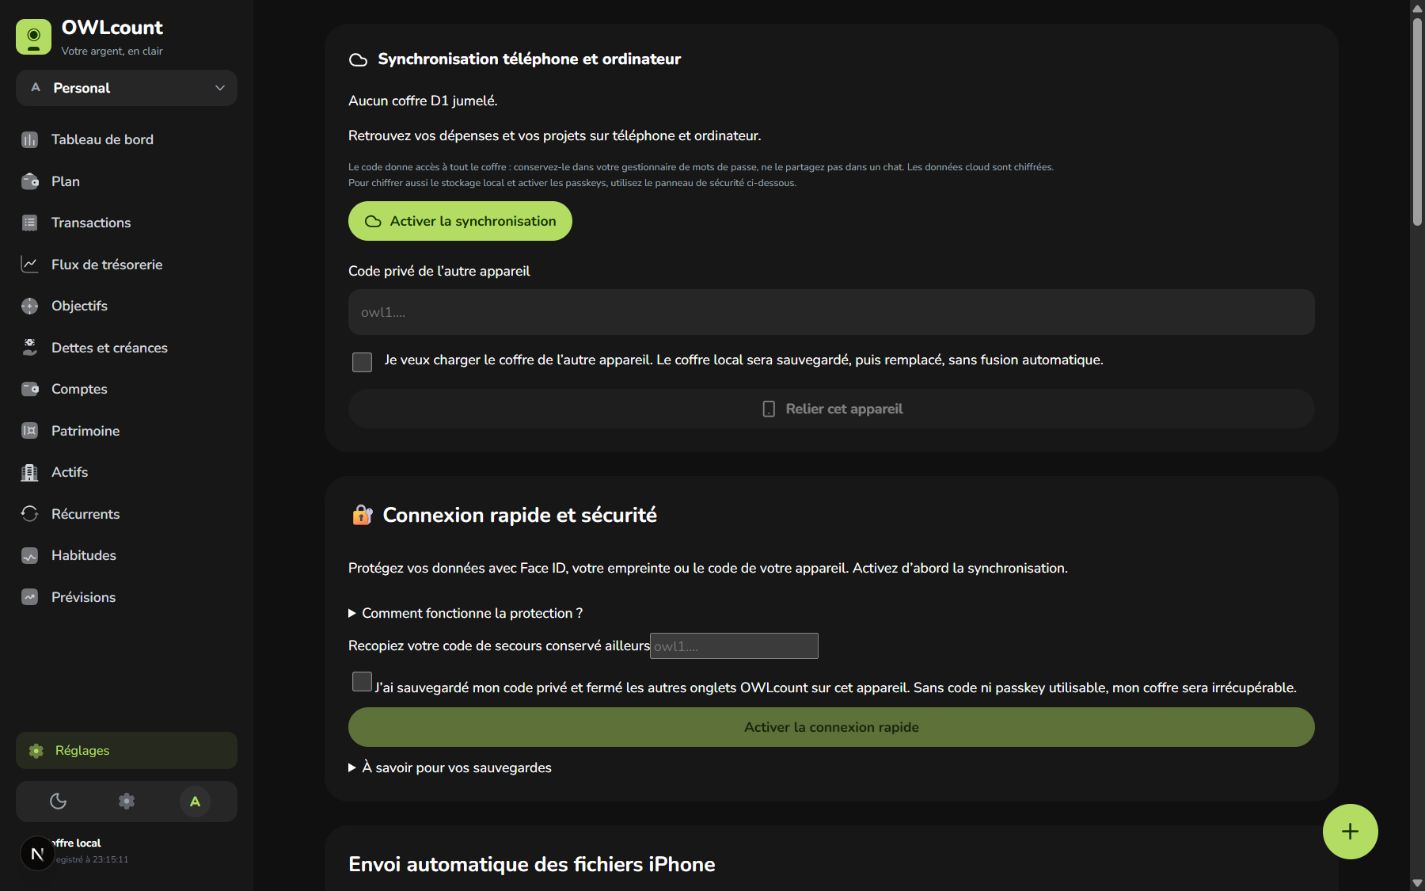 OWLcount
Votre argent, en clair
A Personal
Tableau de bord
Plan
Transactions
Flux de trésorerie
Objectifs
Dettes et créances
Comptes
Patrimoine
Actifs
Récurrents
Habitudes
Prévisions
Réglages
A
N
ffre local
egistré à 23:15:11
Synchronisation téléphone et ordinateur
Aucun coffre D1 jumelé.
Retrouvez vos dépenses et vos projets sur téléphone et ordinateur.
Le code donne accès à tout le coffre : conservez-le dans votre gestionnaire de mots de passe, ne le partagez pas dans un chat. Les données cloud sont chiffrées.
Pour chiffrer aussi le stockage local et activer les passkeys, utilisez le panneau de sécurité ci-dessous.
Activer la synchronisation
Code privé de l’autre appareil
owl1....
Je veux charger le coffre de l’autre appareil. Le coffre local sera sauvegardé, puis remplacé, sans fusion automatique.
Relier cet appareil
Connexion rapide et sécurité
Protégez vos données avec Face ID, votre empreinte ou le code de votre appareil. Activez d’abord la synchronisation.
Comment fonctionne la protection ?
Recopiez votre code de secours conservé ailleurs owl1....
J’ai sauvegardé mon code privé et fermé les autres onglets OWLcount sur cet appareil. Sans code ni passkey utilisable, mon coffre sera irrécupérable.
Activer la connexion rapide
À savoir pour vos sauvegardes
Envoi automatique des fichiers iPhone